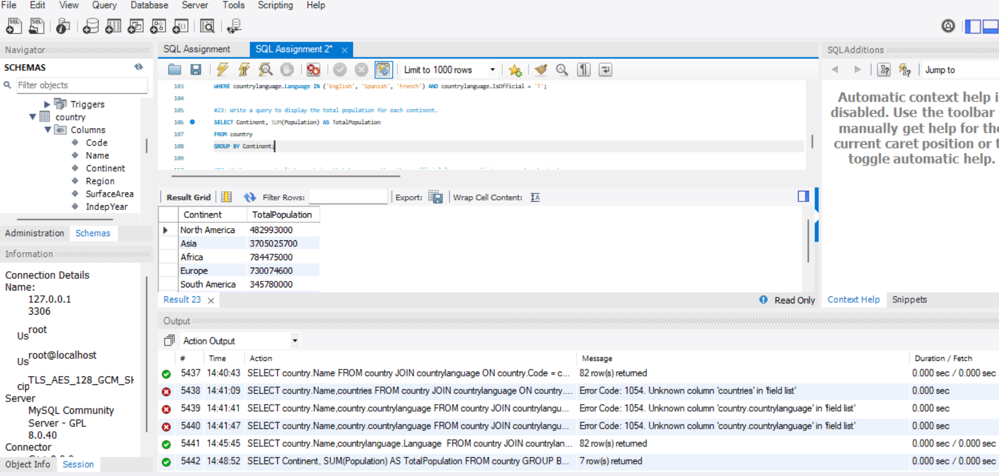 File Edit View Query Database Server Tools Scripting Help
Navigator
SCHEMAS
Filter objects
Triggers
country
Columns
Code
Name
Continent
Region
SurfaceArea
IndepYear
Administration Schemas
Information
Connection Details
Name:
127.0.0.1
3306
Us root
Us root@localhost
cip TLS_AES_128_GCM_SH
Server
MySQL Community
Server - GPL
8.0.40
Connector
Object Info Session
SQL Assignment SQL Assignment 2*
Limit to 1000 rows
103 WHERE countrylanguage.Language IN ('English', 'Spanish', 'French') AND countrylanguage.IsOfficial = 'T';
104
105 #23: Write a query to display the total population for each continent.
106 SELECT Continent, SUM(Population) AS TotalPopulation
107 FROM country
108 GROUP BY Continent;
109
Result Grid Filter Rows: Export: Wrap Cell Content:
Continent TotalPopulation
North America 482993000
Asia 3705025700
Africa 784475000
Europe 730074600
South America 345780000
Result 23 Read Only
SQLAdditions
Jump to
Automatic context help is
disabled. Use the toolbar
manually get help for the
current caret position or t
toggle automatic help.
Context Help Snippets
Output
Action Output
# Time Action Message Duration / Fetch
5437 14:40:43 SELECT country.Name FROM country JOIN countrylanguage ON country.Code = c... 82 row(s) returned 0.000 sec / 0.000 sec
5438 14:41:09 SELECT country.Name,countries FROM country JOIN countrylanguage ON country.... Error Code: 1054. Unknown column 'countries' in 'field list' 0.000 sec
5439 14:41:41 SELECT country.Name,country.countrylanguage FROM country JOIN countrylangu... Error Code: 1054. Unknown column 'country.countrylanguage' in 'field list' 0.000 sec
5440 14:41:47 SELECT country.Name,country.countrylanguage FROM country JOIN countrylangu... Error Code: 1054. Unknown column 'country.countrylanguage' in 'field list' 0.000 sec
5441 14:45:45 SELECT country.Name,countrylanguage.Language FROM country JOIN countrylan... 82 row(s) returned 0.000 sec / 0.000 sec
5442 14:48:52 SELECT Continent, SUM(Population) AS TotalPopulation FROM country GROUP B... 7 row(s) returned 0.000 sec / 0.000 sec